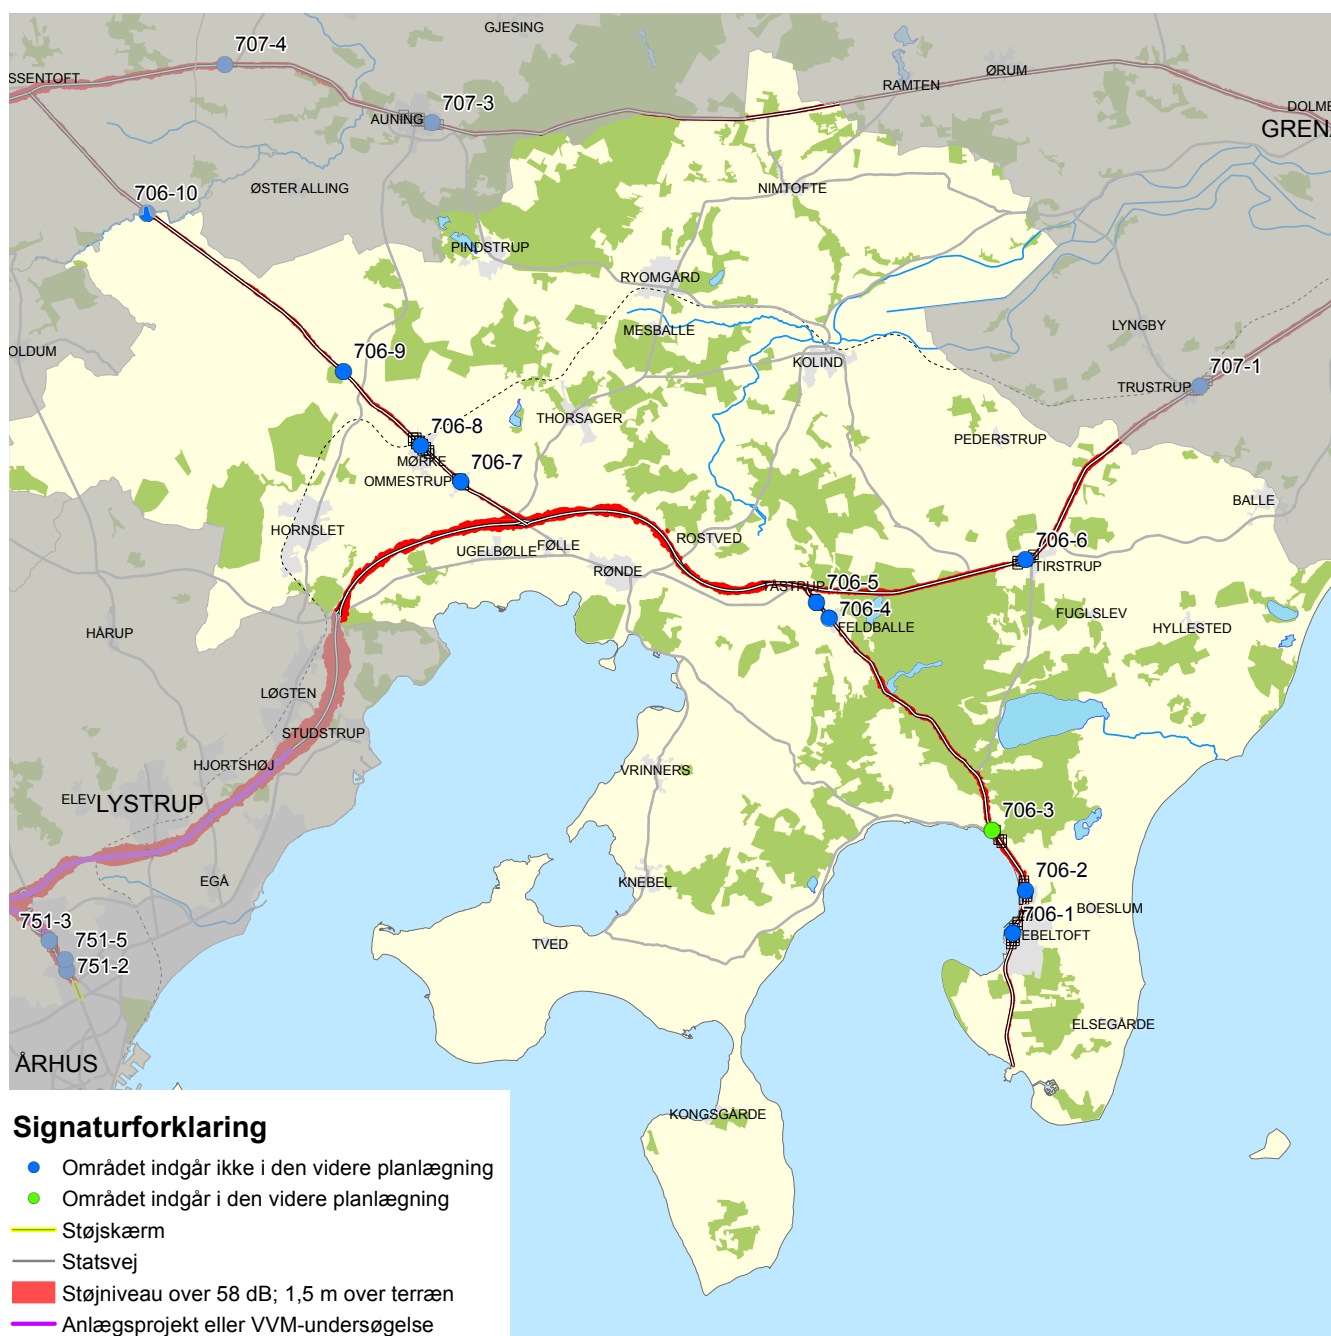 GJESING
707-4
SSENTOFT
RAMTEN
ØRUM
707-3
AUNING
DOLME
GRENA
ØSTER ALLING
706-10
NIMTOFTE
PINDSTRUP
RYOMGÅRD
MESBALLE
LYNGBY
OLDUM
706-9
KOLIND
707-1
TRUSTRUP
THORSAGER
706-8
MØRKE
PEDERSTRUP
706-7
OMMESTRUP
BALLE
HORNSLET
ROSTVED
706-6
UGELBØLLE
FØLLE
RØNDE
TIRSTRUP
TÅSTRUP
706-5
706-4
FELDBALLE
FUGLSLEV
HYLLESTED
HÅRUP
LØGTEN
STUDSTRUP
HJORTSHØJ
VRINNERS
ELEV
LYSTRUP
706-3
EGÅ
KNEBEL
706-2
BOESLUM
706-1
EBELTOFT
751-3
751-5
751-2
TVED
ELSEGÅRDE
ÅRHUS
KONGSGÅRDE
Signaturforklaring
Området indgår ikke i den videre planlægning
Området indgår i den videre planlægning
Støjskærm
Statsvej
Støjniveau over 58 dB; 1,5 m over terræn
Anlægsprojekt eller VVM-undersøgelse